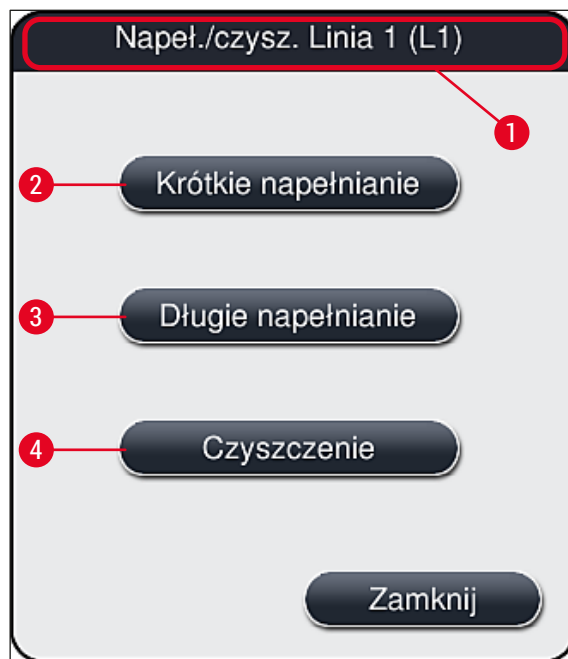 Napeł./czysz. Linia 1 (L1)
1
2 Krótkie napełnianie
3 Długie napełnianie
4 Czyszczenie
Zamknij